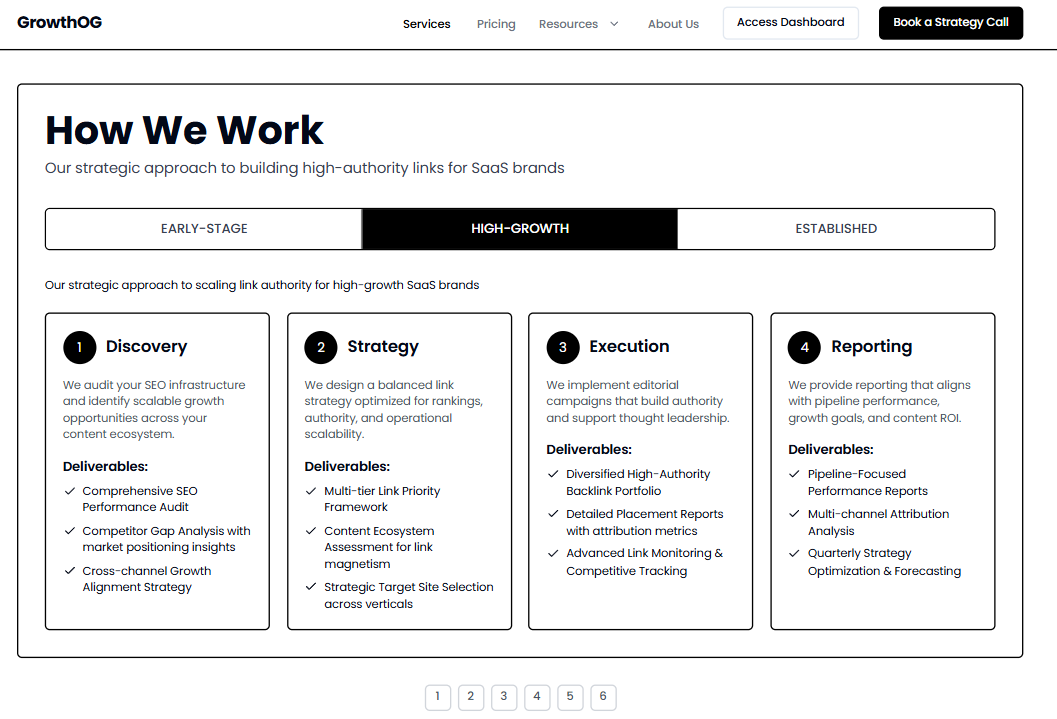 GrowthOG
Services
Pricing
Resources
About Us
Access Dashboard
Book a Strategy Call
How We Work
Our strategic approach to building high-authority links for SaaS brands
EARLY-STAGE
HIGH-GROWTH
ESTABLISHED
Our strategic approach to scaling link authority for high-growth SaaS brands
1 Discovery
We audit your SEO infrastructure
and identify scalable growth
opportunities across your
content ecosystem.
Deliverables:
Comprehensive SEO
Performance Audit
Competitor Gap Analysis with
market positioning insights
Cross-channel Growth
Alignment Strategy
2 Strategy
We design a balanced link
strategy optimized for rankings,
authority, and operational
scalability.
Deliverables:
Multi-tier Link Priority
Framework
Content Ecosystem
Assessment for link
magnetism
Strategic Target Site Selection
across verticals
3 Execution
We implement editorial
campaigns that build authority
and support thought leadership.
Deliverables:
Diversified High-Authority
Backlink Portfolio
Detailed Placement Reports
with attribution metrics
Advanced Link Monitoring &
Competitive Tracking
4 Reporting
We provide reporting that aligns
with pipeline performance,
growth goals, and content ROI.
Deliverables:
Pipeline-Focused
Performance Reports
Multi-channel Attribution
Analysis
Quarterly Strategy
Optimization & Forecasting
1 2 3 4 5 6